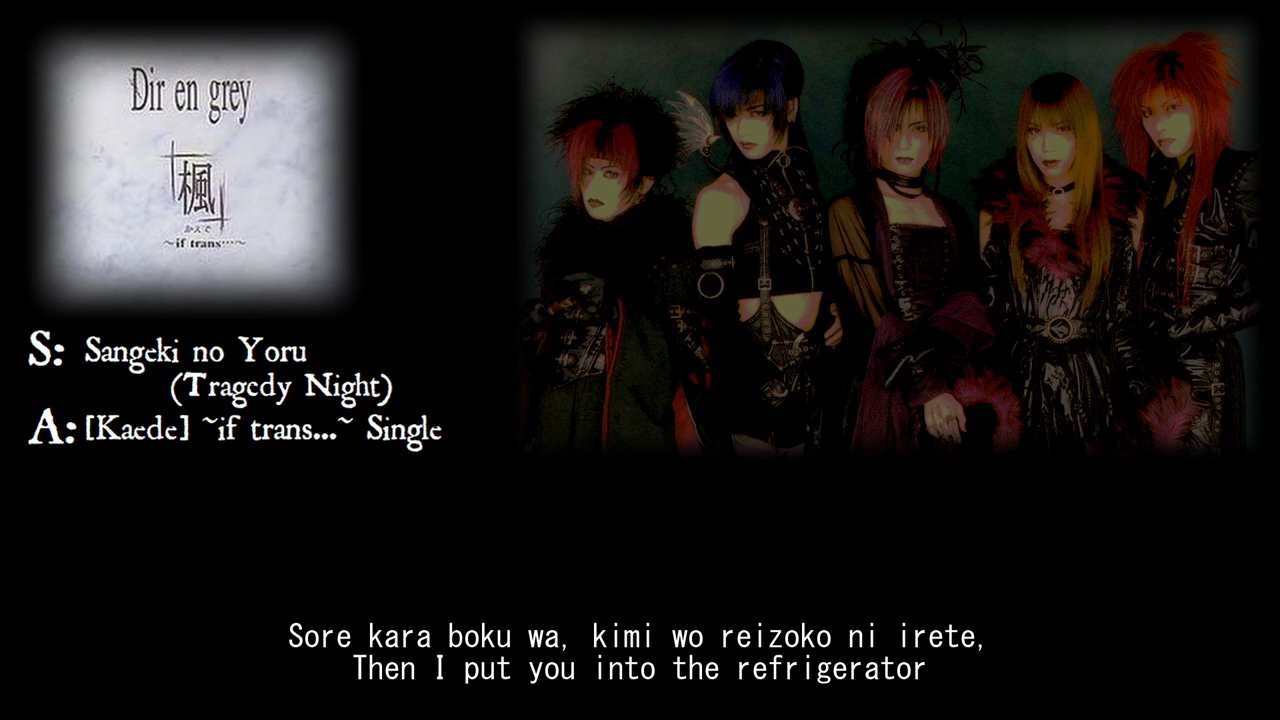 Dir en grey
「楓」
かえで
~if trans…~
S: Sangeki no Yoru
(Tragedy Night)
A: [Kaede] ~if trans...~ Single
Sore kara boku wa, kimi wo reizoko ni irete,
Then I put you into the refrigerator